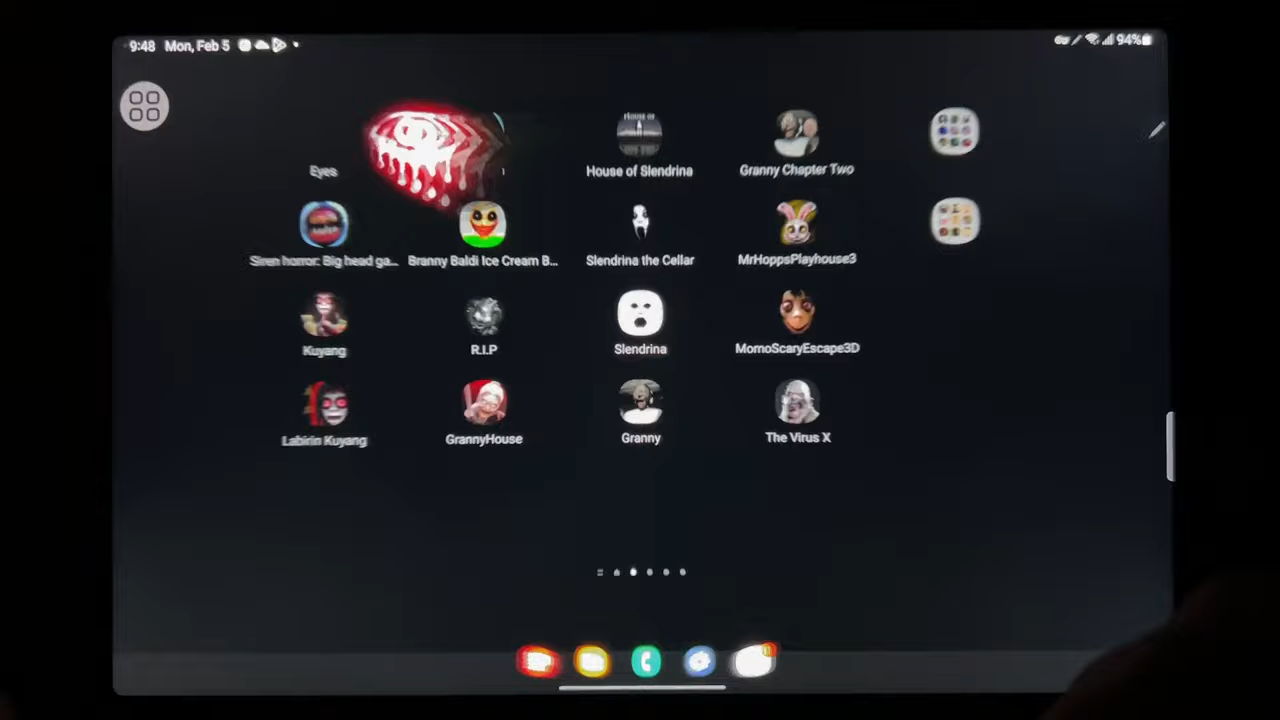 9:48 Mon, Feb 5
94%
Eyes
House of Slendrina
Granny Chapter Two
Siren horror: Big head ga...
Branny Baldi Ice Cream B...
Slendrina the Cellar
MrHoppsPlayhouse3
Kuyang
R.I.P
Slendrina
MomoScaryEscape3D
Labirin Kuyang
GrannyHouse
Granny
The Virus X